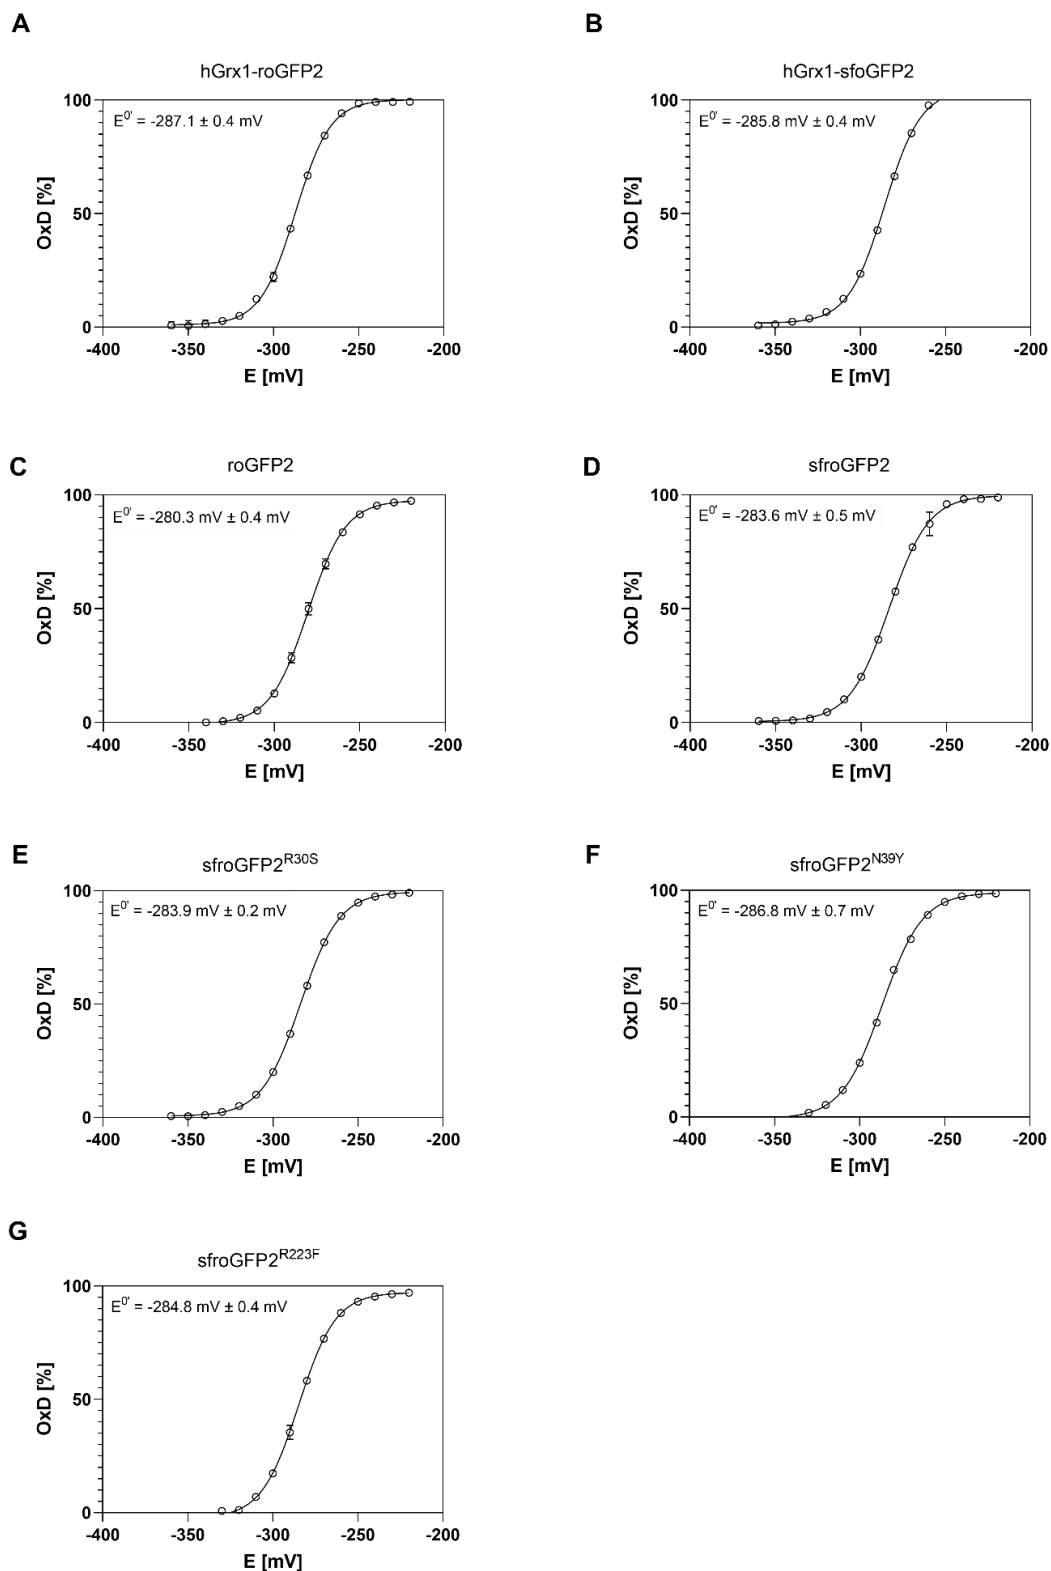 A
hGrx1-roGFP2
E0' = -287.1 ± 0.4 mV
OxD [%]
100
50
0
-400
-350
-300
-250
-200
E [mV]
B
hGrx1-sfoGFP2
E0' = -285.8 mV ± 0.4 mV
OxD [%]
100
50
0
-400
-350
-300
-250
-200
E [mV]
C
roGFP2
E0' = -280.3 mV ± 0.4 mV
OxD [%]
100
50
0
-400
-350
-300
-250
-200
E [mV]
D
sfroGFP2
E0' = -283.6 mV ± 0.5 mV
OxD [%]
100
50
0
-400
-350
-300
-250
-200
E [mV]
E
sfroGFP2R30S
E0' = -283.9 mV ± 0.2 mV
OxD [%]
100
50
0
-400
-350
-300
-250
-200
E [mV]
F
sfroGFP2N39Y
E0' = -286.8 mV ± 0.7 mV
OxD [%]
100
50
0
-400
-350
-300
-250
-200
E [mV]
G
sfroGFP2R223F
E0' = -284.8 mV ± 0.4 mV
OxD [%]
100
50
0
-400
-350
-300
-250
-200
E [mV]